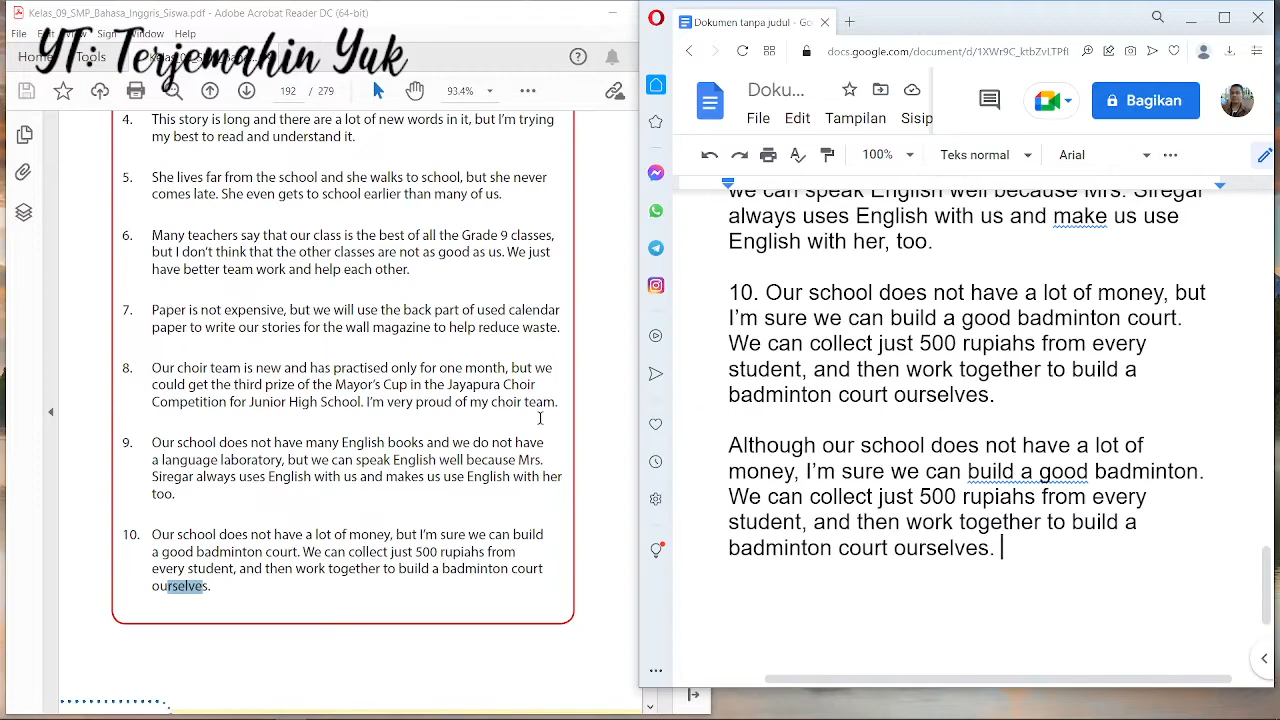 Kelas_09_SMP_Bahasa_Inggris_Siswa.pdf - Adobe Acrobat Reader DC (64-bit)
File Edit View Sign Window Help
YT: Terjemahin Yuk
Home Tools
192 / 279
93.4%
4. This story is long and there are a lot of new words in it, but I'm trying
my best to read and understand it.
5. She lives far from the school and she walks to school, but she never
comes late. She even gets to school earlier than many of us.
6. Many teachers say that our class is the best of all the Grade 9 classes,
but I don't think that the other classes are not as good as us. We just
have better team work and help each other.
7. Paper is not expensive, but we will use the back part of used calendar
paper to write our stories for the wall magazine to help reduce waste.
8. Our choir team is new and has practised only for one month, but we
could get the third prize of the Mayor's Cup in the Jayapura Choir
Competition for Junior High School. I'm very proud of my choir team.
9. Our school does not have many English books and we do not have
a language laboratory, but we can speak English well because Mrs.
Siregar always uses English with us and makes us use English with her
too.
10. Our school does not have a lot of money, but I'm sure we can build
a good badminton court. We can collect just 500 rupiahs from
every student, and then work together to build a badminton court
ourselves.
Dokumen tanpa judul - Go
docs.google.com/document/d/1XWr9C_ktbZvLTPfl
Doku...
File Edit Tampilan Sisip
Bagikan
100% Teks normal Arial
we can speak English well because Mrs. Siregar
always uses English with us and make us use
English with her, too.
10. Our school does not have a lot of money, but
I'm sure we can build a good badminton court.
We can collect just 500 rupiahs from every
student, and then work together to build a
badminton court ourselves.
Although our school does not have a lot of
money, I'm sure we can build a good badminton.
We can collect just 500 rupiahs from every
student, and then work together to build a
badminton court ourselves.